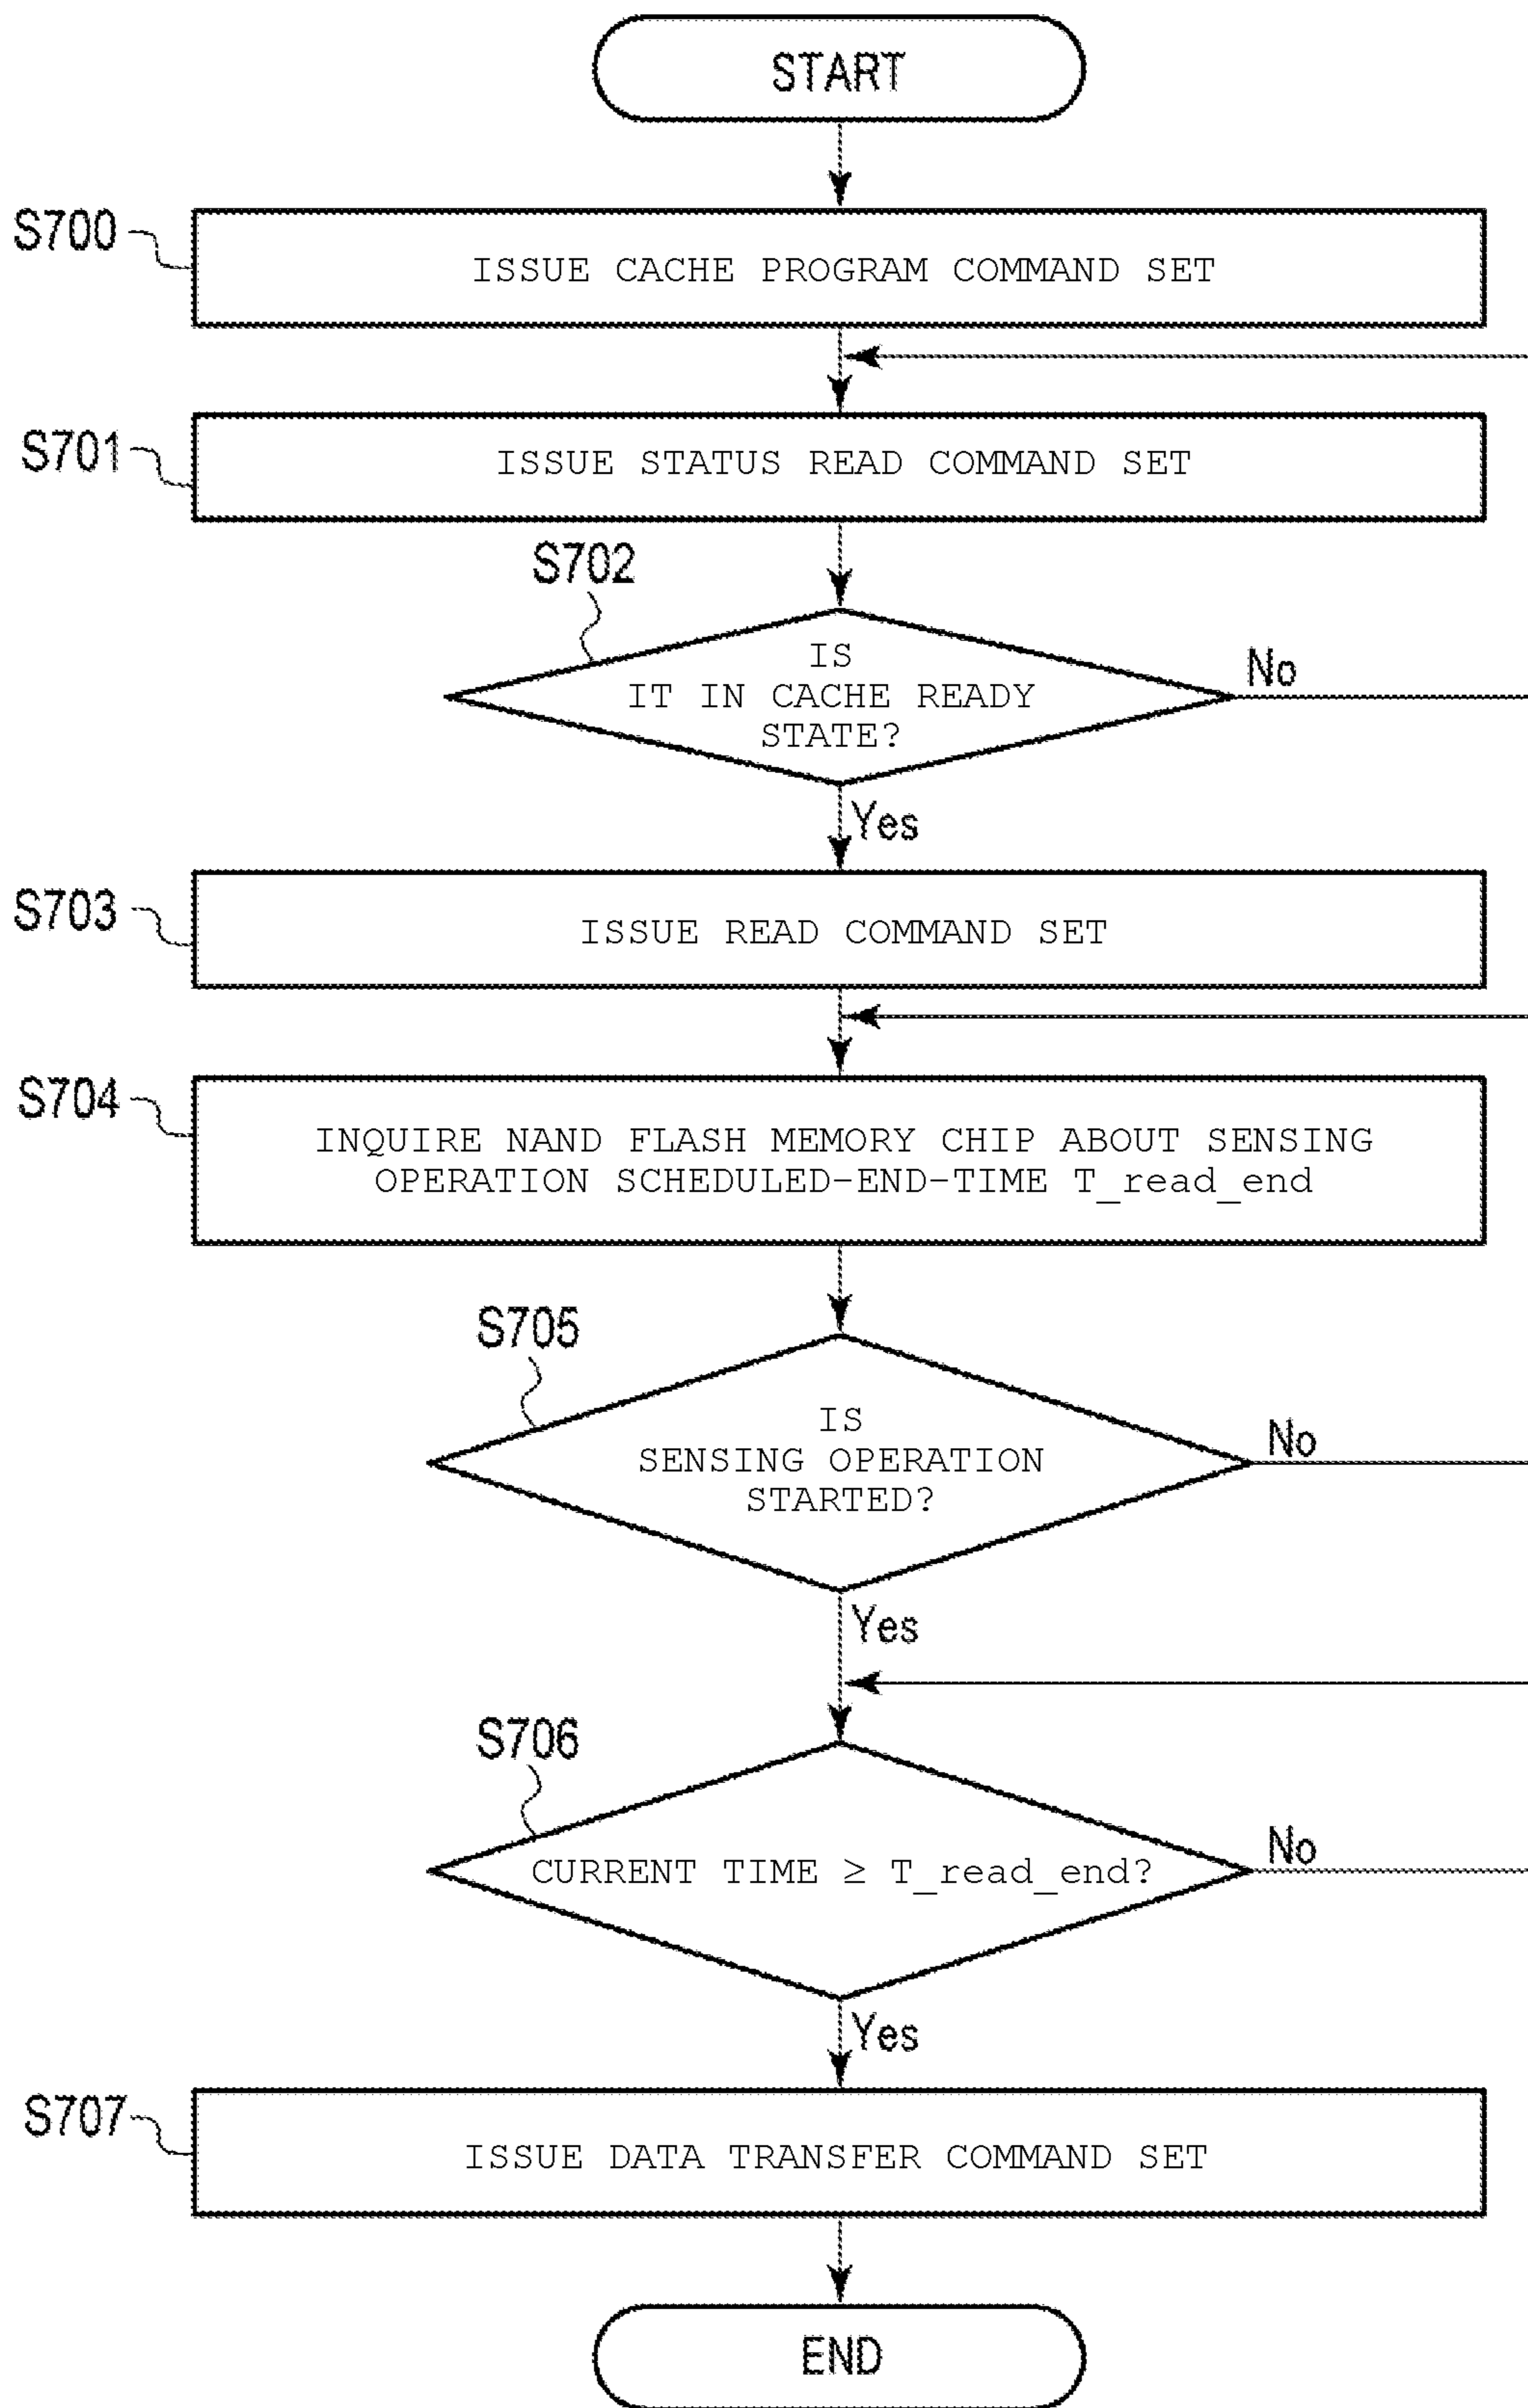 START
S700
ISSUE CACHE PROGRAM COMMAND SET
S701
ISSUE STATUS READ COMMAND SET
S702
IS
IT IN CACHE READY
STATE?
No
Yes
S703
ISSUE READ COMMAND SET
S704
INQUIRE NAND FLASH MEMORY CHIP ABOUT SENSING
OPERATION SCHEDULED-END-TIME T_read_end
S705
IS
SENSING OPERATION
STARTED?
No
Yes
S706
CURRENT TIME ≥ T_read_end?
No
Yes
S707
ISSUE DATA TRANSFER COMMAND SET
END